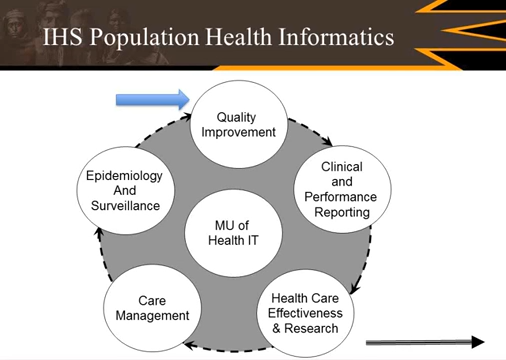 IHS Population Health Informatics
Quality
Improvement
Clinical
and
Performance
Reporting
Health Care
Effectiveness
& Research
Care
Management
Epidemiology
And
Surveillance
MU of
Health IT